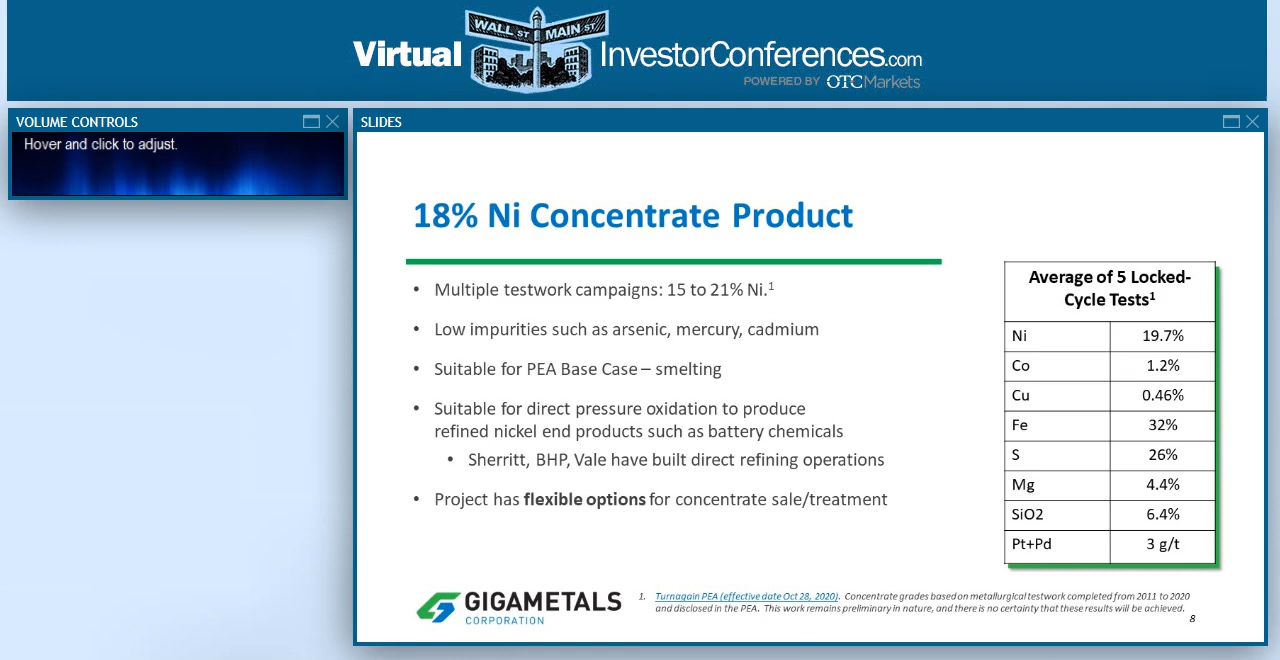 WALL ST MAIN ST
Virtual InvestorConferences.com
POWERED BY OTCMarkets
VOLUME CONTROLS
Hover and click to adjust.
SLIDES
18% Ni Concentrate Product
• Multiple testwork campaigns: 15 to 21% Ni.1
• Low impurities such as arsenic, mercury, cadmium
• Suitable for PEA Base Case – smelting
• Suitable for direct pressure oxidation to produce
refined nickel end products such as battery chemicals
• Sherritt, BHP, Vale have built direct refining operations
• Project has flexible options for concentrate sale/treatment
Average of 5 Locked-
Cycle Tests1
Ni 19.7%
Co 1.2%
Cu 0.46%
Fe 32%
S 26%
Mg 4.4%
SiO2 6.4%
Pt+Pd 3 g/t
GIGAMETALS
CORPORATION
1. Turnagain PEA (effective date Oct 28, 2020). Concentrate grades based on metallurgical testwork completed from 2011 to 2020
and disclosed in the PEA. This work remains preliminary in nature, and there is no certainty that these results will be achieved.
8